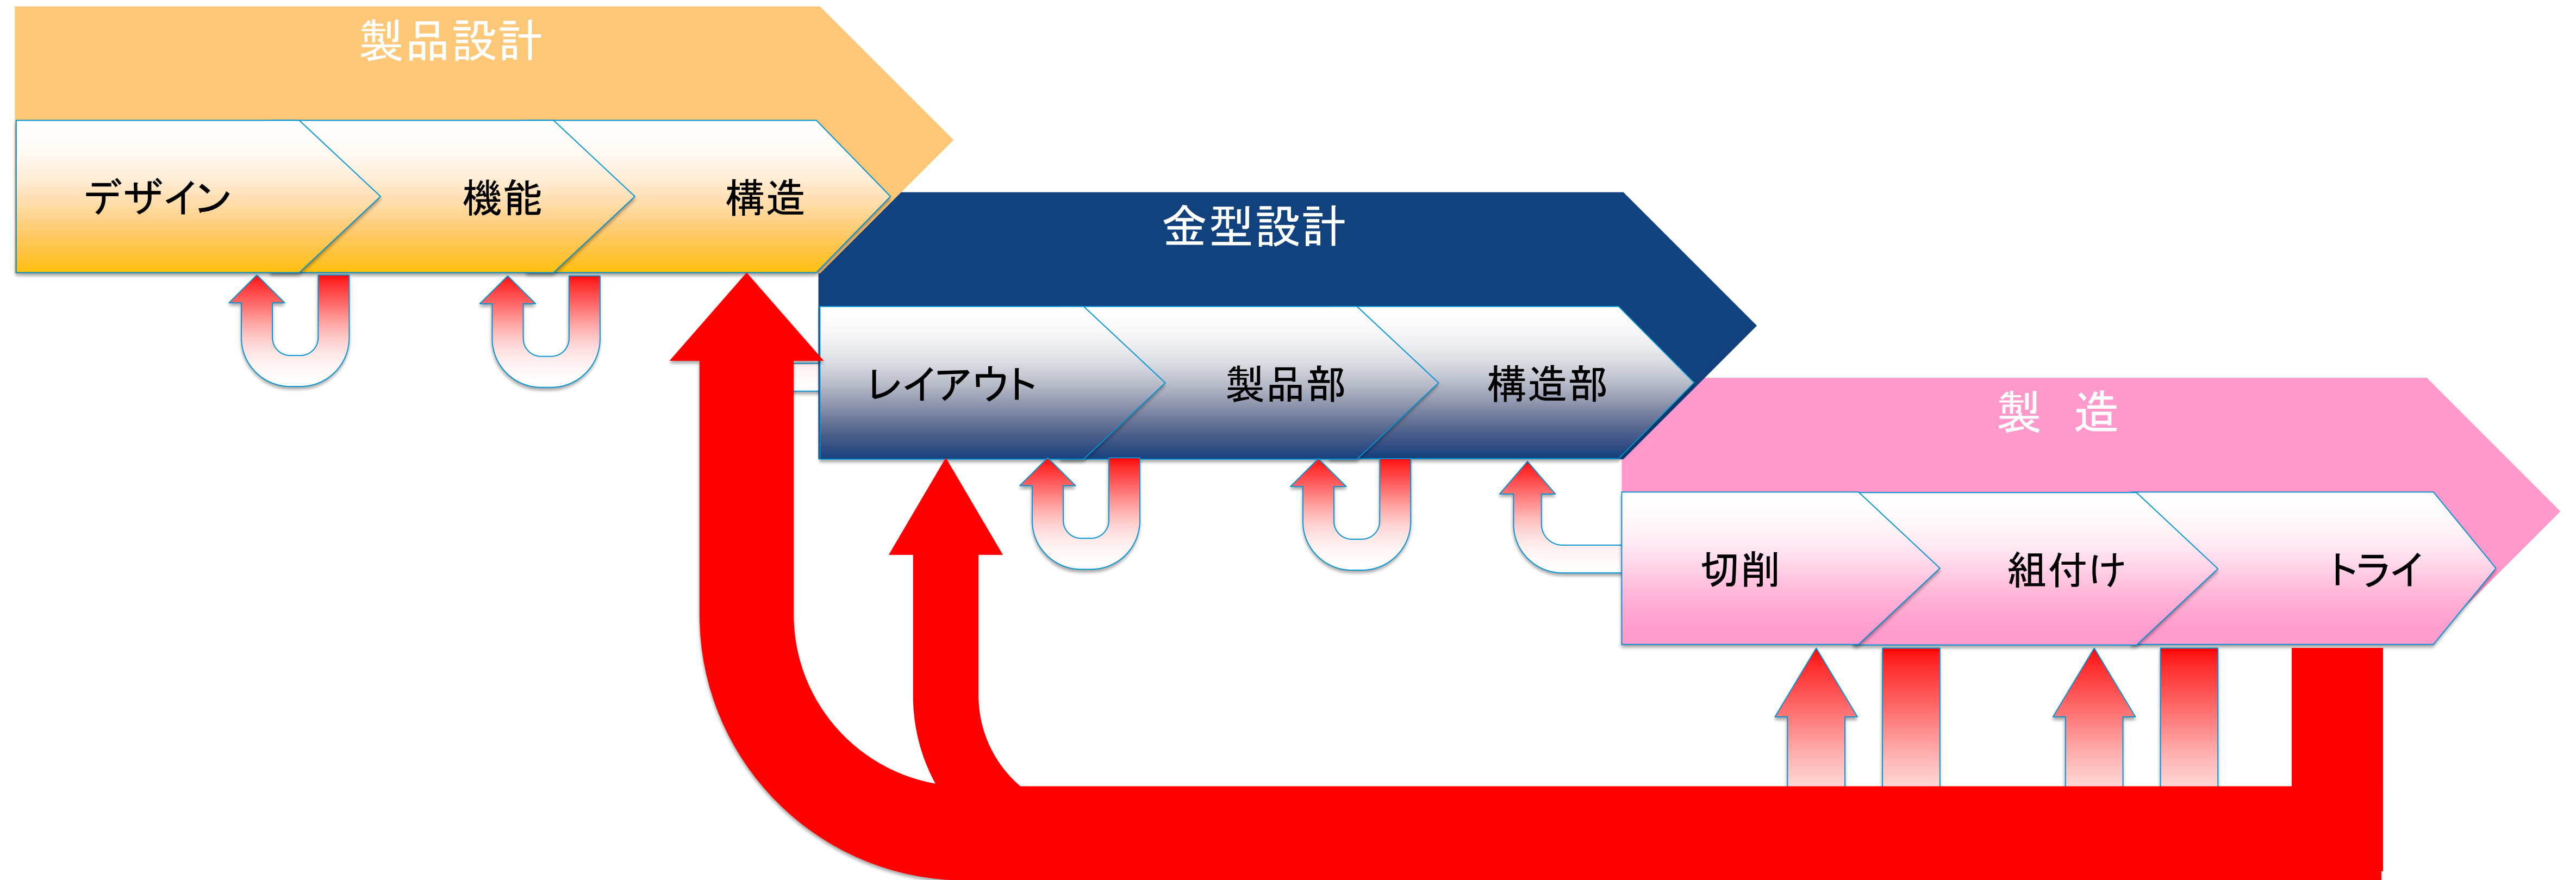 製品設計
デザイン
機能
構造
金型設計
レイアウト
製品部
構造部
製　造
切削
組付け
トライ